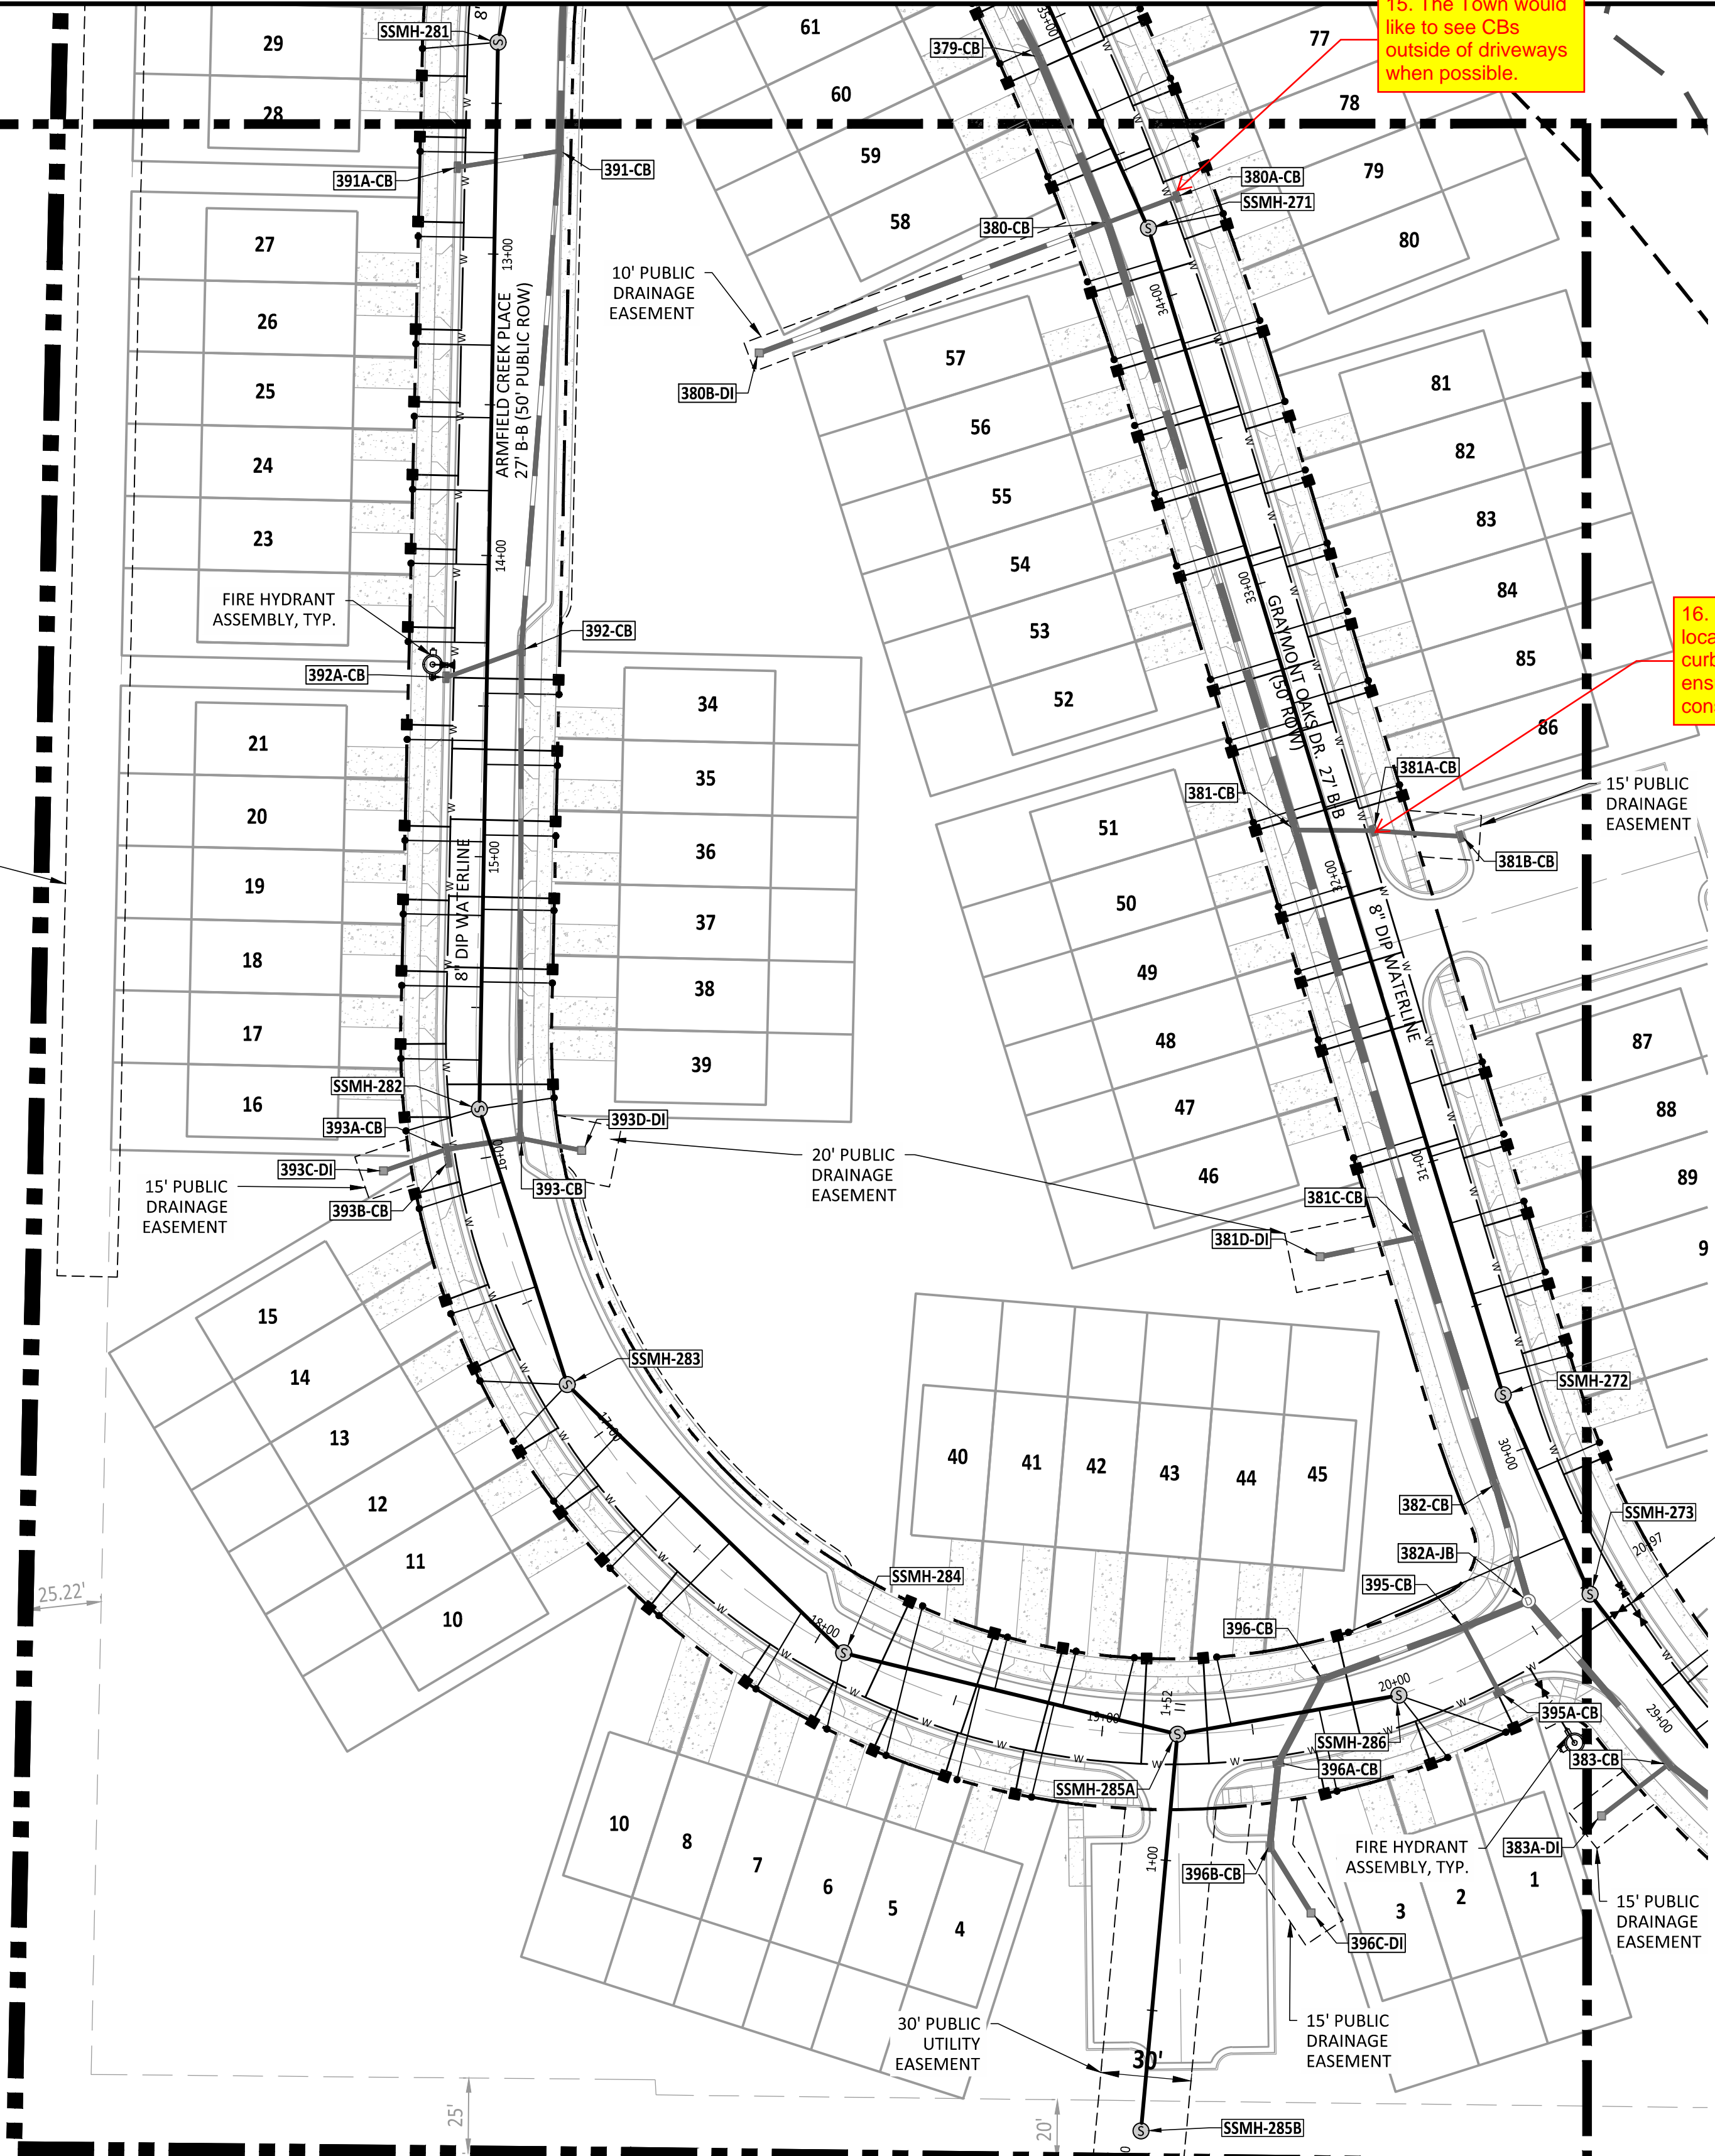 15. The Town would
like to see CBs
outside of driveways
when possible.
16.
8"
SSMH-281
379-CB
35+00
29
28
61
60
59
58
77
78
79
80
391A-CB
391-CB
380A-CB
SSMH-271
380-CB
10' PUBLIC
DRAINAGE
EASEMENT
380B-DI
34+00
27
26
25
24
23
13+00
ARMFIELD CREEK PLACE
27' B-B (50' PUBLIC ROW)
14+00
57
56
55
54
53
52
81
82
83
84
85
86
33+00
GRAYMONT OAKS DR. 27' B-B
(50' ROW)
FIRE HYDRANT
ASSEMBLY, TYP.
392-CB
392A-CB
21
20
19
18
17
16
34
35
36
37
38
39
15+00
8" DIP WATERLINE
381-CB
381A-CB
381B-CB
15' PUBLIC
DRAINAGE
EASEMENT
32+00
8" DIP WATERLINE
51
50
49
48
47
46
87
88
89
9
31+00
SSMH-282
393A-CB
393C-DI
15' PUBLIC
DRAINAGE
EASEMENT
393B-CB
16+00
393D-DI
393-CB
20' PUBLIC
DRAINAGE
EASEMENT
381C-CB
381D-DI
15
14
13
12
11
10
SSMH-283
17+00
40
41
42
43
44
45
SSMH-272
30+00
382-CB
SSMH-273
20+97
382A-JB
395-CB
25.22'
SSMH-284
18+00
396-CB
1+52
19+00
20+00
SSMH-286
395A-CB
29+00
383-CB
396A-CB
SSMH-285A
10
8
7
6
5
4
1+00
396B-CB
396C-DI
FIRE HYDRANT
ASSEMBLY, TYP.
383A-DI
3
2
1
15' PUBLIC
DRAINAGE
EASEMENT
30' PUBLIC
UTILITY
EASEMENT
30'
15' PUBLIC
DRAINAGE
EASEMENT
25'
20'
SSMH-285B